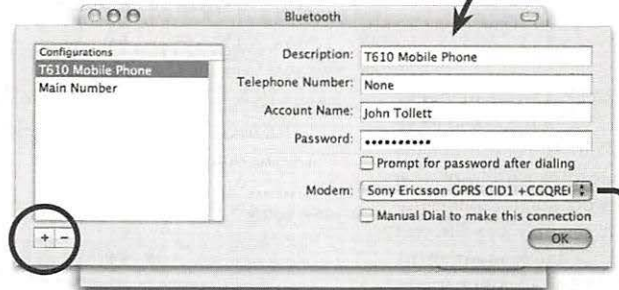 Bluetooth
Configurations
T610 Mobile Phone
Main Number
Description: T610 Mobile Phone
Telephone Number: None
Account Name: John Tollett
Password: ••••••••••
Prompt for password after dialing
Modem: Sony Ericsson GPRS CID1 +CGQRE
Manual Dial to make this connection
+ −
OK